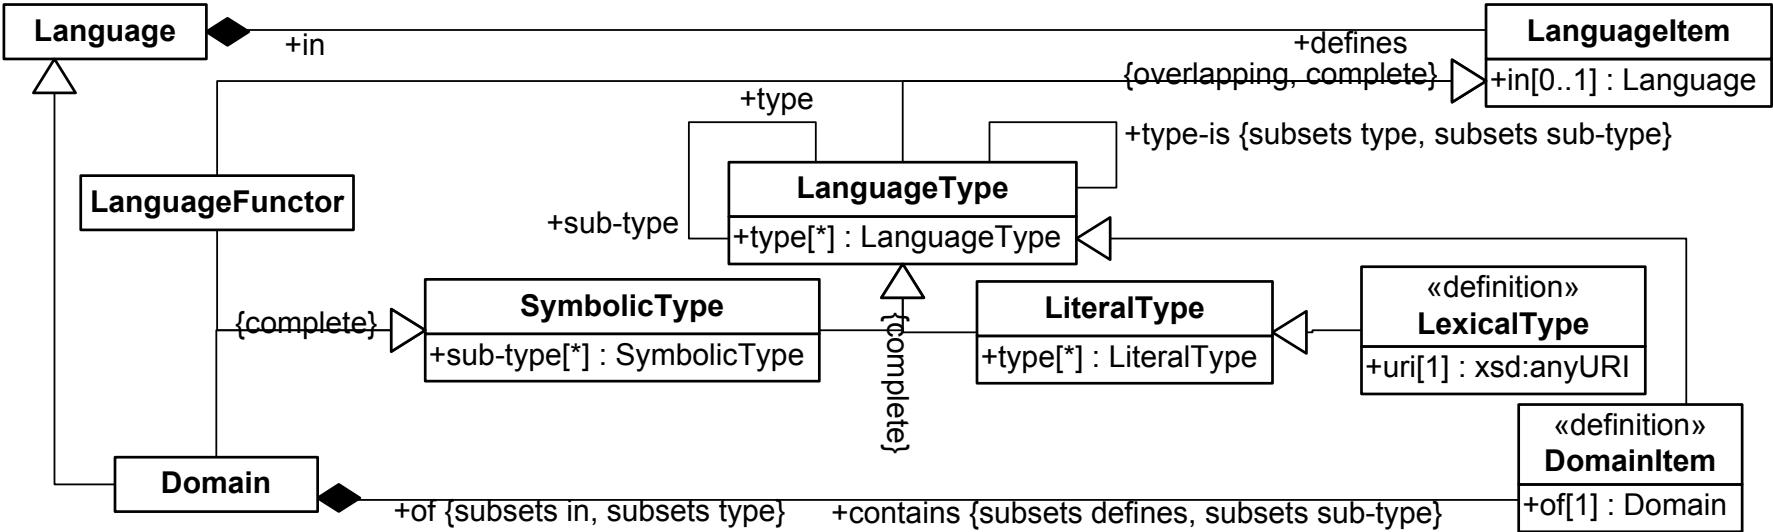 Language
LanguageItem
+in[0..1] : Language
+in
+defines
{overlapping, complete}
+type
+type-is {subsets type, subsets sub-type}
LanguageType
+type[*] : LanguageType
LanguageFunctor
+sub-type
SymbolicType
+sub-type[*] : SymbolicType
{complete}
{complete}
LiteralType
+type[*] : LiteralType
«definition»
LexicalType
+uri[1] : xsd:anyURI
«definition»
DomainItem
+of[1] : Domain
Domain
+of {subsets in, subsets type}
+contains {subsets defines, subsets sub-type}